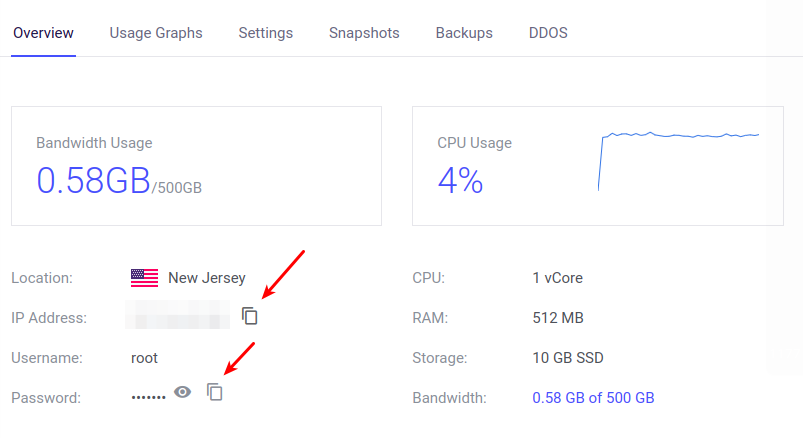 Overview Usage Graphs Settings Snapshots Backups DDOS
Bandwidth Usage
0.58GB/500GB
CPU Usage
4%
Location: New Jersey
IP Address:
Username: root
Password: •••••••
CPU: 1 vCore
RAM: 512 MB
Storage: 10 GB SSD
Bandwidth: 0.58 GB of 500 GB